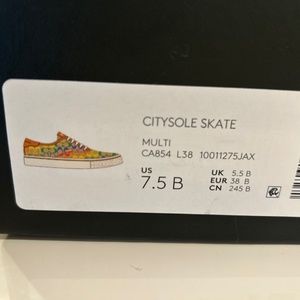 CITYSOLE SKATE
MULTI
CA854 L38 10011275JAX
US
7.5 B
UK 5.5 B
EUR 38 B
CN 245 B